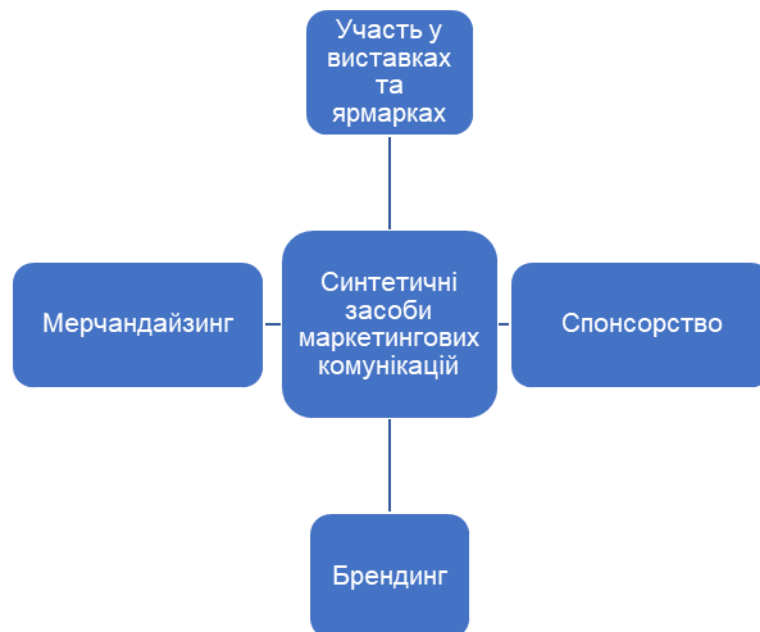 Участь у
виставках
та
ярмарках
Мерчандайзинг
Синтетичні
засоби
маркетингових
комунікацій
Спонсорство
Брендинг